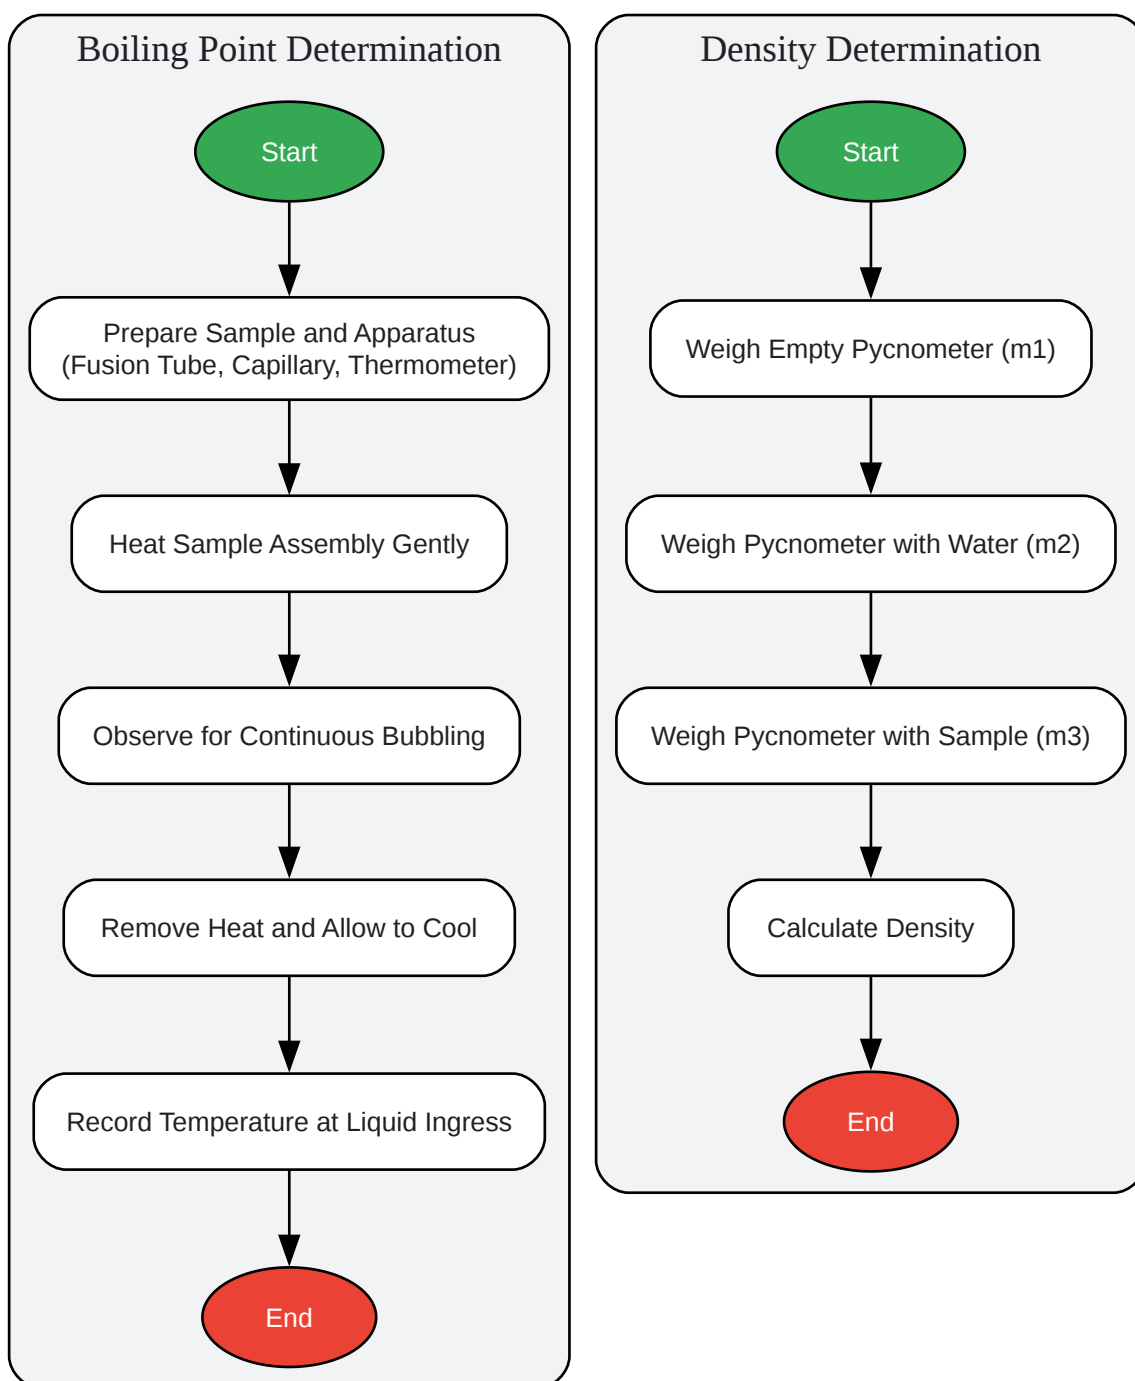 Boiling Point Determination
Start
Prepare Sample and Apparatus
(Fusion Tube, Capillary, Thermometer)
Heat Sample Assembly Gently
Observe for Continuous Bubbling
Remove Heat and Allow to Cool
Record Temperature at Liquid Ingress
End
Density Determination
Start
Weigh Empty Pycnometer (m1)
Weigh Pycnometer with Water (m2)
Weigh Pycnometer with Sample (m3)
Calculate Density
End